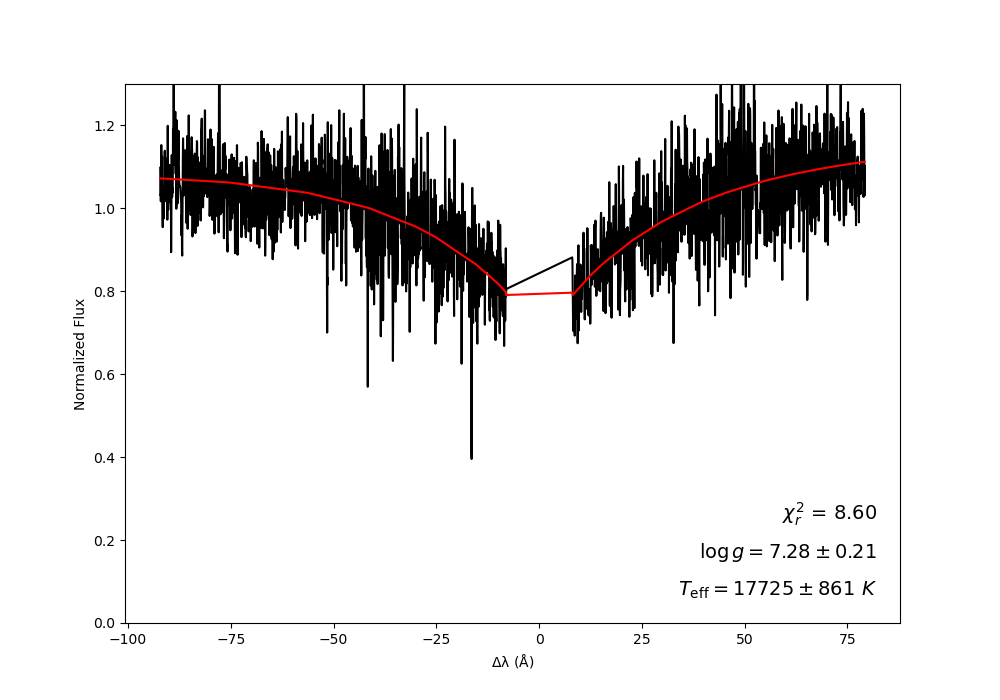 1.2
1.0
0.8
0.6
0.4
0.2
0.0
Normalized Flux
χ²ᵣ = 8.60
log g = 7.28 ± 0.21
T_eff = 17725 ± 861 K
−100 −75 −50 −25 0 25 50 75
Δλ (Å)